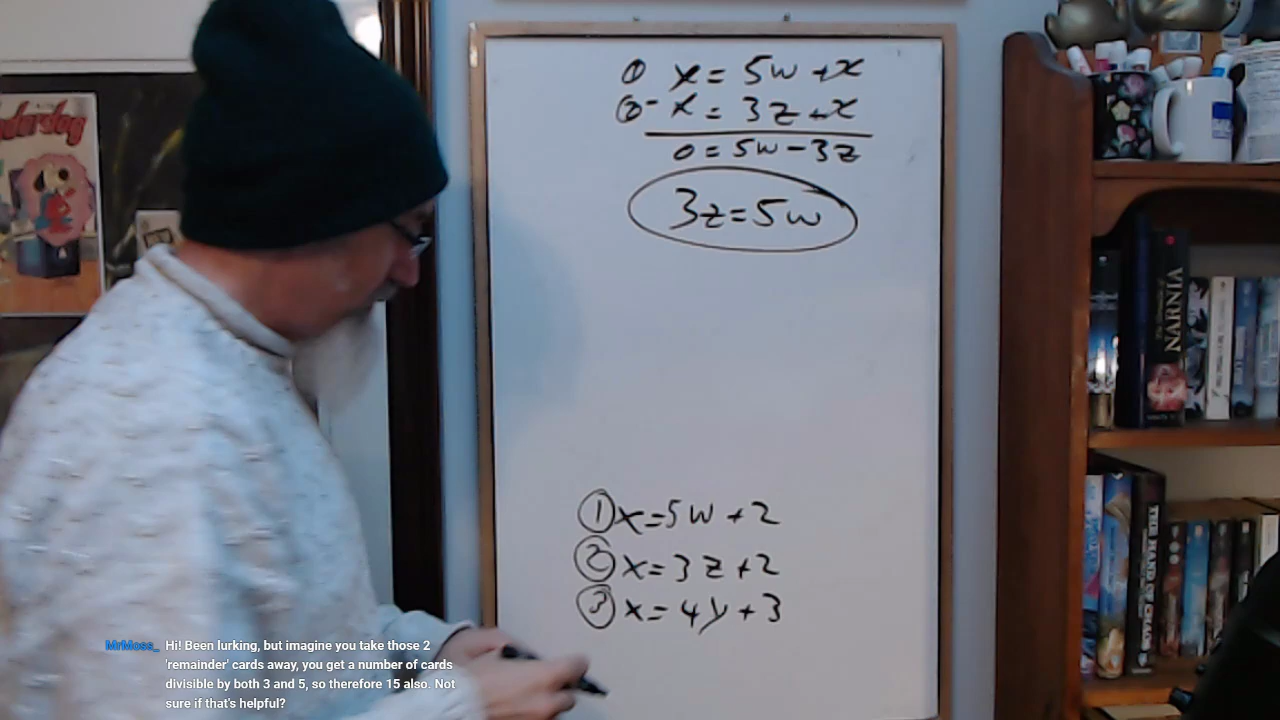 ① x = 5w + 2
② - x = 3z + 2
0 = 5w - 3z
3z = 5w
① x = 5w + 2
② x = 3z + 2
③ x = 4y + 3
MrMoss_ Hi! Been lurking, but imagine you take those 2
'remainder' cards away, you get a number of cards
divisible by both 3 and 5, so therefore 15 also. Not
sure if that's helpful?
NARNIA